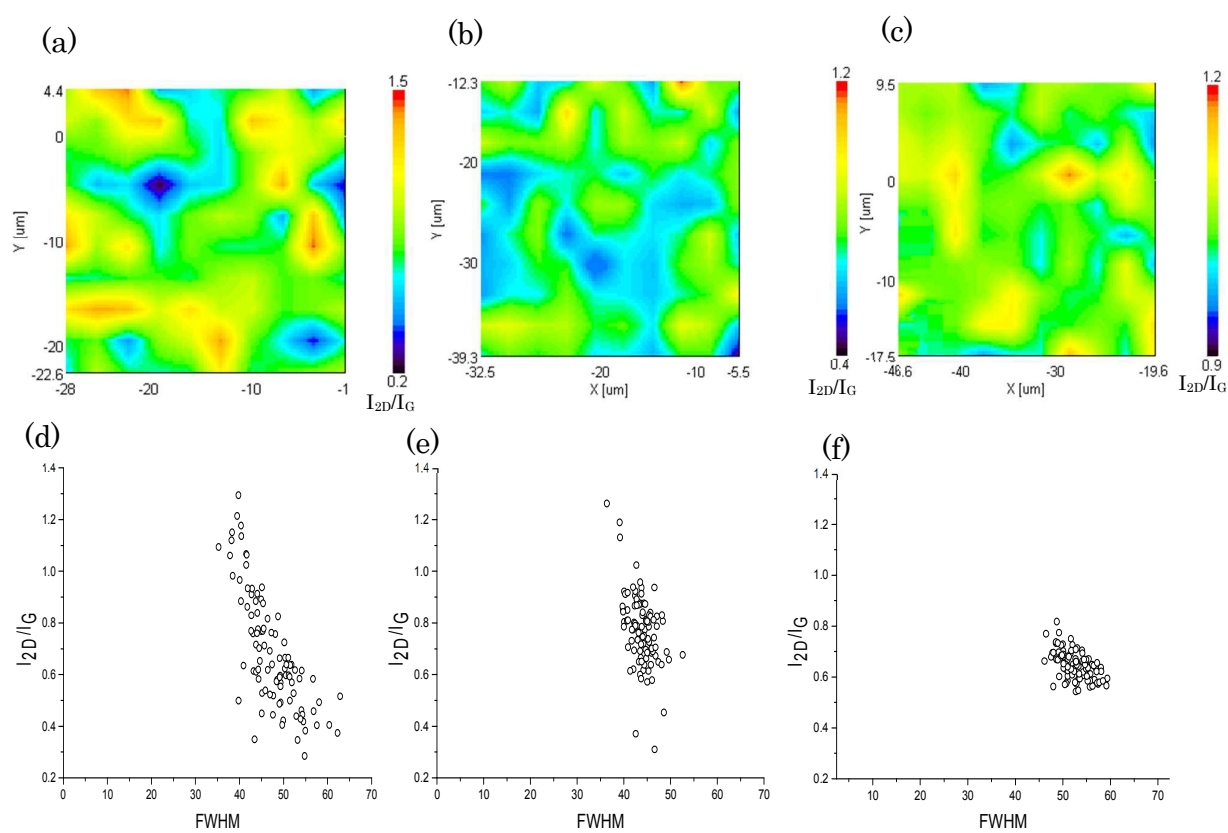 (a)
(b)
(c)
4.4
0
-10
-20
-22.6
Y [um]
-28
-20
-10
-1
1.5
0.2
I2D/IG
-12.3
-20
-30
-39.3
Y [um]
-32.5
-20
-10
-5.5
X [um]
1.2
0.4
I2D/IG
9.5
0
-10
-17.5
Y [um]
-46.6
-40
-30
-19.6
X [um]
1.2
0.9
I2D/IG
(d)
(e)
(f)
1.4
1.2
1.0
0.8
0.6
0.4
0.2
I2D/IG
0 10 20 30 40 50 60 70
FWHM
1.4
1.2
1.0
0.8
0.6
0.4
0.2
I2D/IG
0 10 20 30 40 50 60 70
FWHM
1.4
1.2
1.0
0.8
0.6
0.4
0.2
I2D/IG
10 20 30 40 50 60 70
FWHM